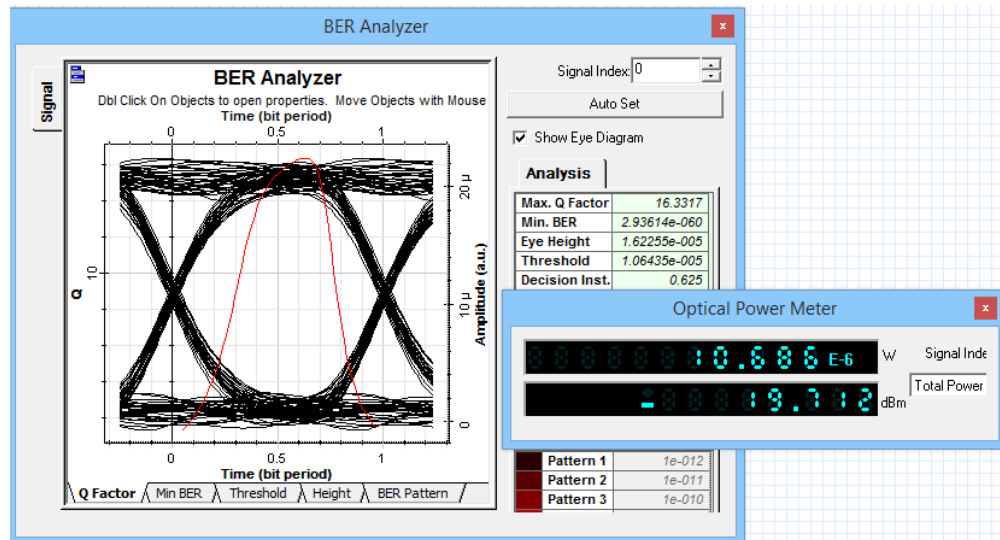 BER Analyzer
x
Signal
BER Analyzer
Dbl Click On Objects to open properties. Move Objects with Mouse
Time (bit period)
0 0.5 1
Q
10
20 µ
10 µ
0
Amplitude (a.u.)
0 0.5 1
Time (bit period)
Q Factor Min BER Threshold Height BER Pattern
Signal Index: 0
Auto Set
Show Eye Diagram
Analysis
Max. Q Factor 16.3317
Min. BER 2.93614e-060
Eye Height 1.62255e-005
Threshold 1.06435e-005
Decision Inst. 0.625
Optical Power Meter
x
10.686 E-6 W
Signal Inde
Total Power
- 19.712 dBm
Pattern 1 1e-012
Pattern 2 1e-011
Pattern 3 1e-010